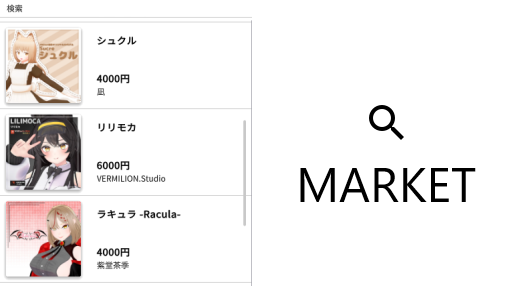 検索
シュクル
シュクル
4000円
凪
LILIMOCA
リリモカ
6000円
VERMILION.Studio
ラキュラ -Racula-
4000円
紫堂茶季
MARKET